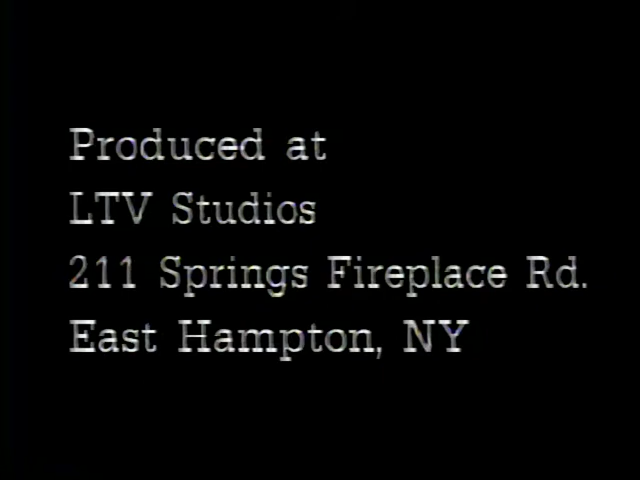 Produced at
LTV Studios
211 Springs Fireplace Rd.
East Hampton, NY